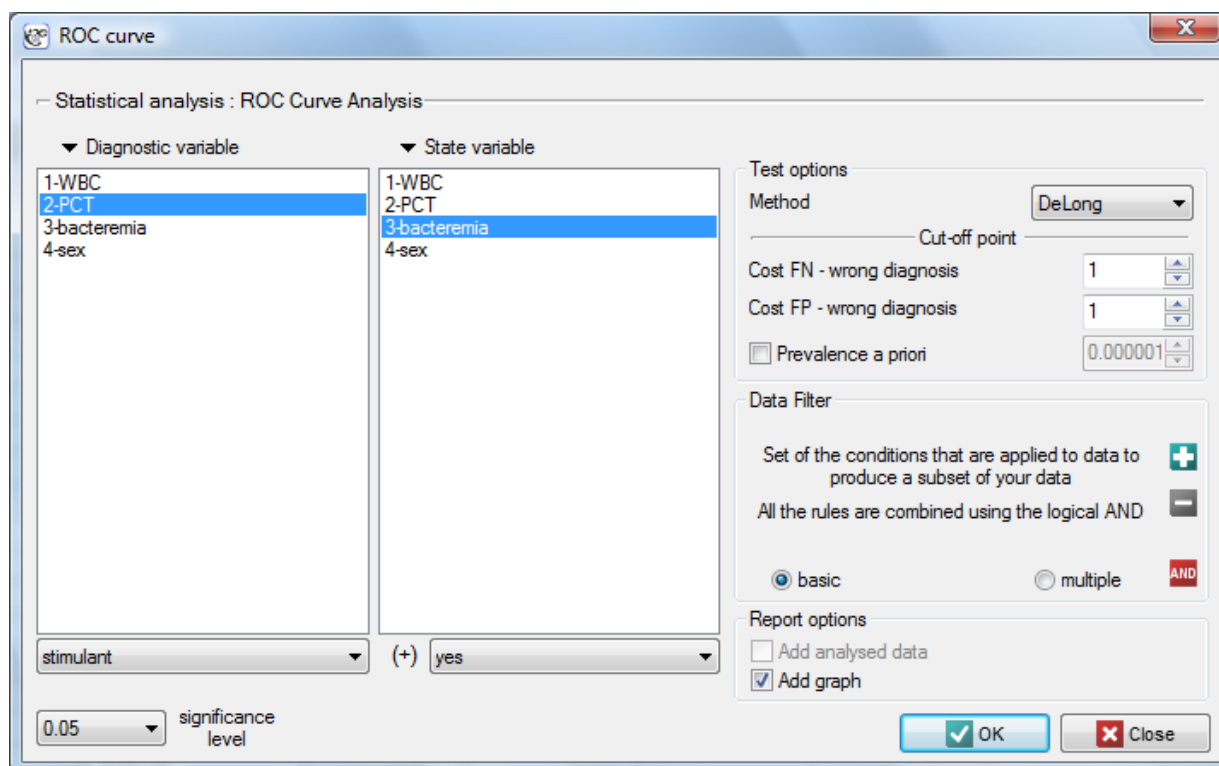 ROC curve
Statistical analysis : ROC Curve Analysis
Diagnostic variable
1-WBC
2-PCT
3-bacteremia
4-sex
stimulant
State variable
1-WBC
2-PCT
3-bacteremia
4-sex
(+) yes
0.05
significance
level
Test options
Method DeLong
Cut-off point
Cost FN - wrong diagnosis 1
Cost FP - wrong diagnosis 1
Prevalence a priori 0.000001
Data Filter
Set of the conditions that are applied to data to
produce a subset of your data
All the rules are combined using the logical AND
basic multiple AND
Report options
Add analysed data
Add graph
OK Close